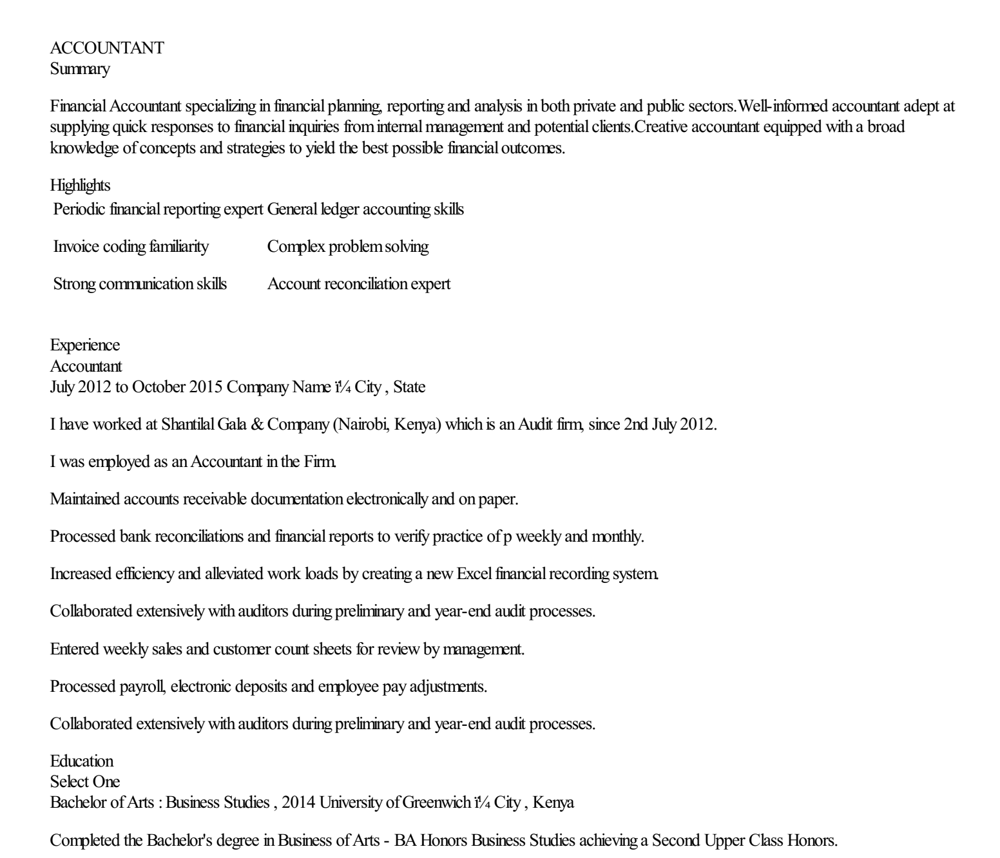 ACCOUNTANT
Summary
Financial Accountant specializing in financial planning, reporting and analysis in both private and public sectors.Well-informed accountant adept at
supplying quick responses to financial inquiries from internal management and potential clients.Creative accountant equipped with a broad
knowledge of concepts and strategies to yield the best possible financial outcomes.
Highlights
Periodic financial reporting expert General ledger accounting skills
Invoice coding familiarity Complex problem solving
Strong communication skills Account reconciliation expert
Experience
Accountant
July 2012 to October 2015 Company Name ï¼ City , State
I have worked at Shantilal Gala & Company (Nairobi, Kenya) which is an Audit firm, since 2nd July 2012.
I was employed as an Accountant in the Firm.
Maintained accounts receivable documentation electronically and on paper.
Processed bank reconciliations and financial reports to verify practice of p weekly and monthly.
Increased efficiency and alleviated work loads by creating a new Excel financial recording system.
Collaborated extensively with auditors during preliminary and year-end audit processes.
Entered weekly sales and customer count sheets for review by management.
Processed payroll, electronic deposits and employee pay adjustments.
Collaborated extensively with auditors during preliminary and year-end audit processes.
Education
Select One
Bachelor of Arts : Business Studies , 2014 University of Greenwich ï¼ City , Kenya
Completed the Bachelor's degree in Business of Arts - BA Honors Business Studies achieving a Second Upper Class Honors.